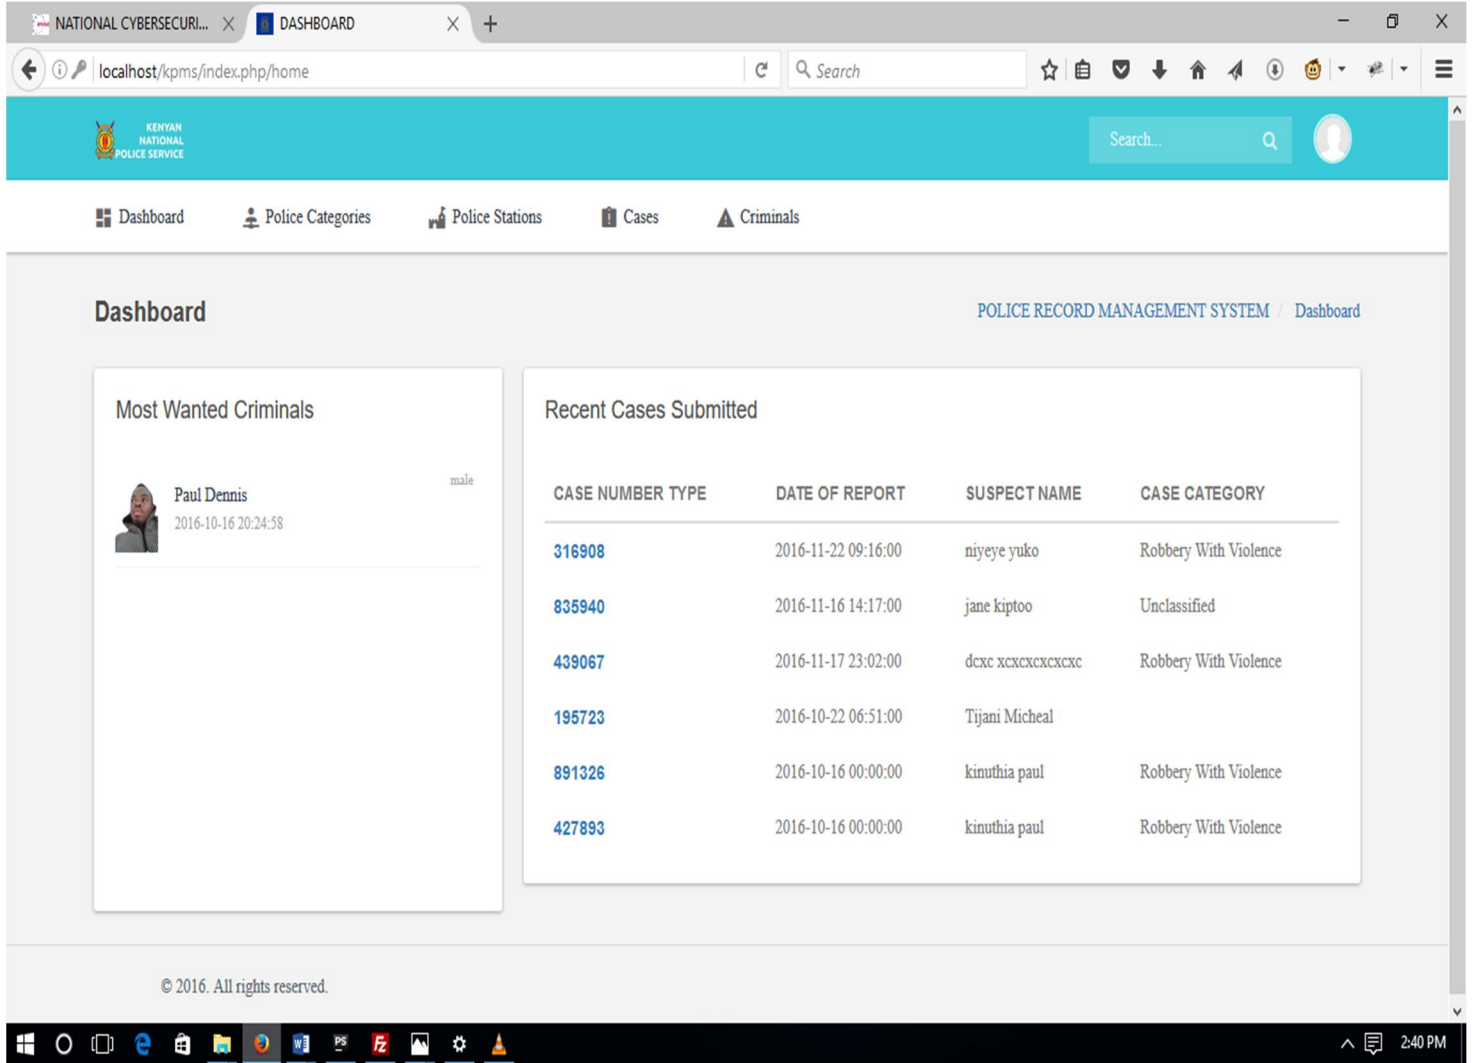 NATIONAL CYBERSECURI...
DASHBOARD
localhost/kpms/index.php/home
Search
KENYAN
NATIONAL
POLICE SERVICE
Search...
Dashboard
Police Categories
Police Stations
Cases
Criminals
Dashboard
POLICE RECORD MANAGEMENT SYSTEM / Dashboard
Most Wanted Criminals
Paul Dennis
male
2016-10-16 20:24:58
Recent Cases Submitted
CASE NUMBER TYPE DATE OF REPORT SUSPECT NAME CASE CATEGORY
316908 2016-11-22 09:16:00 niyeye yuko Robbery With Violence
835940 2016-11-16 14:17:00 jane kiptoo Unclassified
439067 2016-11-17 23:02:00 dcxc xcxcxcxcxcxc Robbery With Violence
195723 2016-10-22 06:51:00 Tijani Micheal
891326 2016-10-16 00:00:00 kinuthia paul Robbery With Violence
427893 2016-10-16 00:00:00 kinuthia paul Robbery With Violence
© 2016. All rights reserved.
2:40 PM